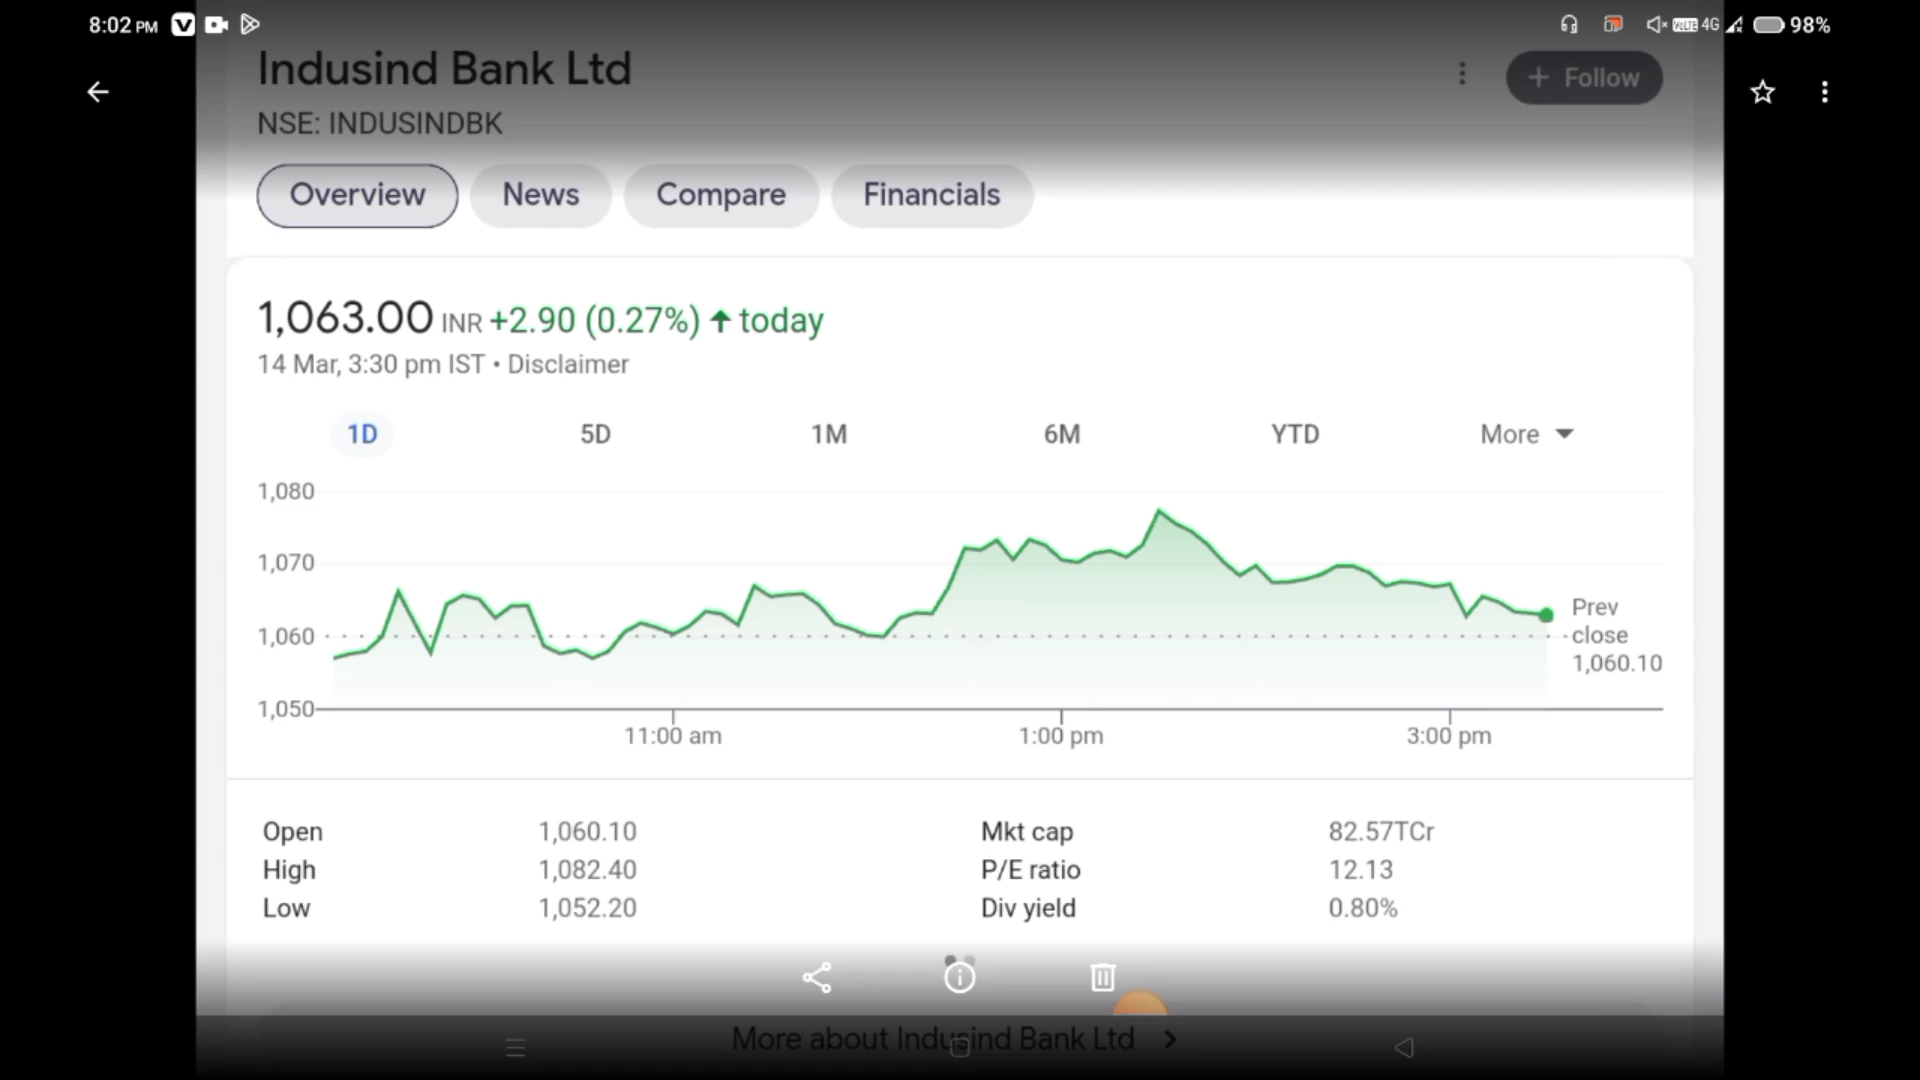 8:02 PM
VoLTE 4G 98%
Indusind Bank Ltd
+ Follow
NSE: INDUSINDBK
Overview News Compare Financials
1,063.00 INR +2.90 (0.27%) ↑ today
14 Mar, 3:30 pm IST • Disclaimer
1D 5D 1M 6M YTD More
1,080
1,070
1,060
1,050
Prev
close
1,060.10
11:00 am 1:00 pm 3:00 pm
Open 1,060.10 Mkt cap 82.57TCr
High 1,082.40 P/E ratio 12.13
Low 1,052.20 Div yield 0.80%
More about Indusind Bank Ltd